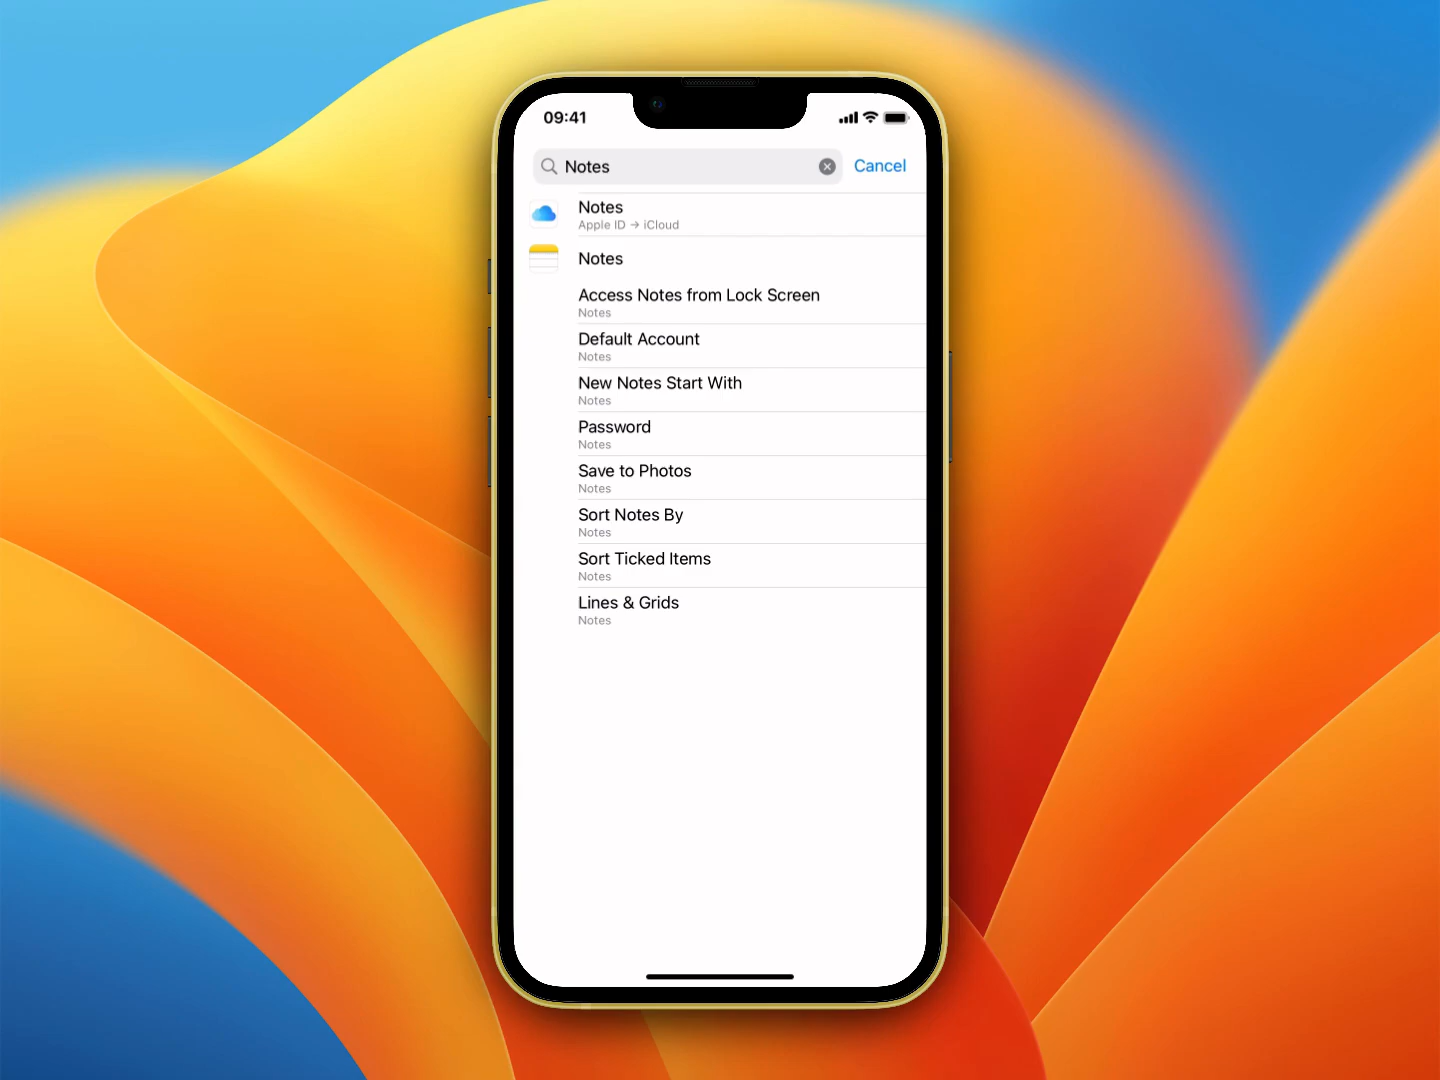 09:41
Notes
Cancel
Notes
Apple ID → iCloud
Notes
Access Notes from Lock Screen
Notes
Default Account
Notes
New Notes Start With
Notes
Password
Notes
Save to Photos
Notes
Sort Notes By
Notes
Sort Ticked Items
Notes
Lines & Grids
Notes